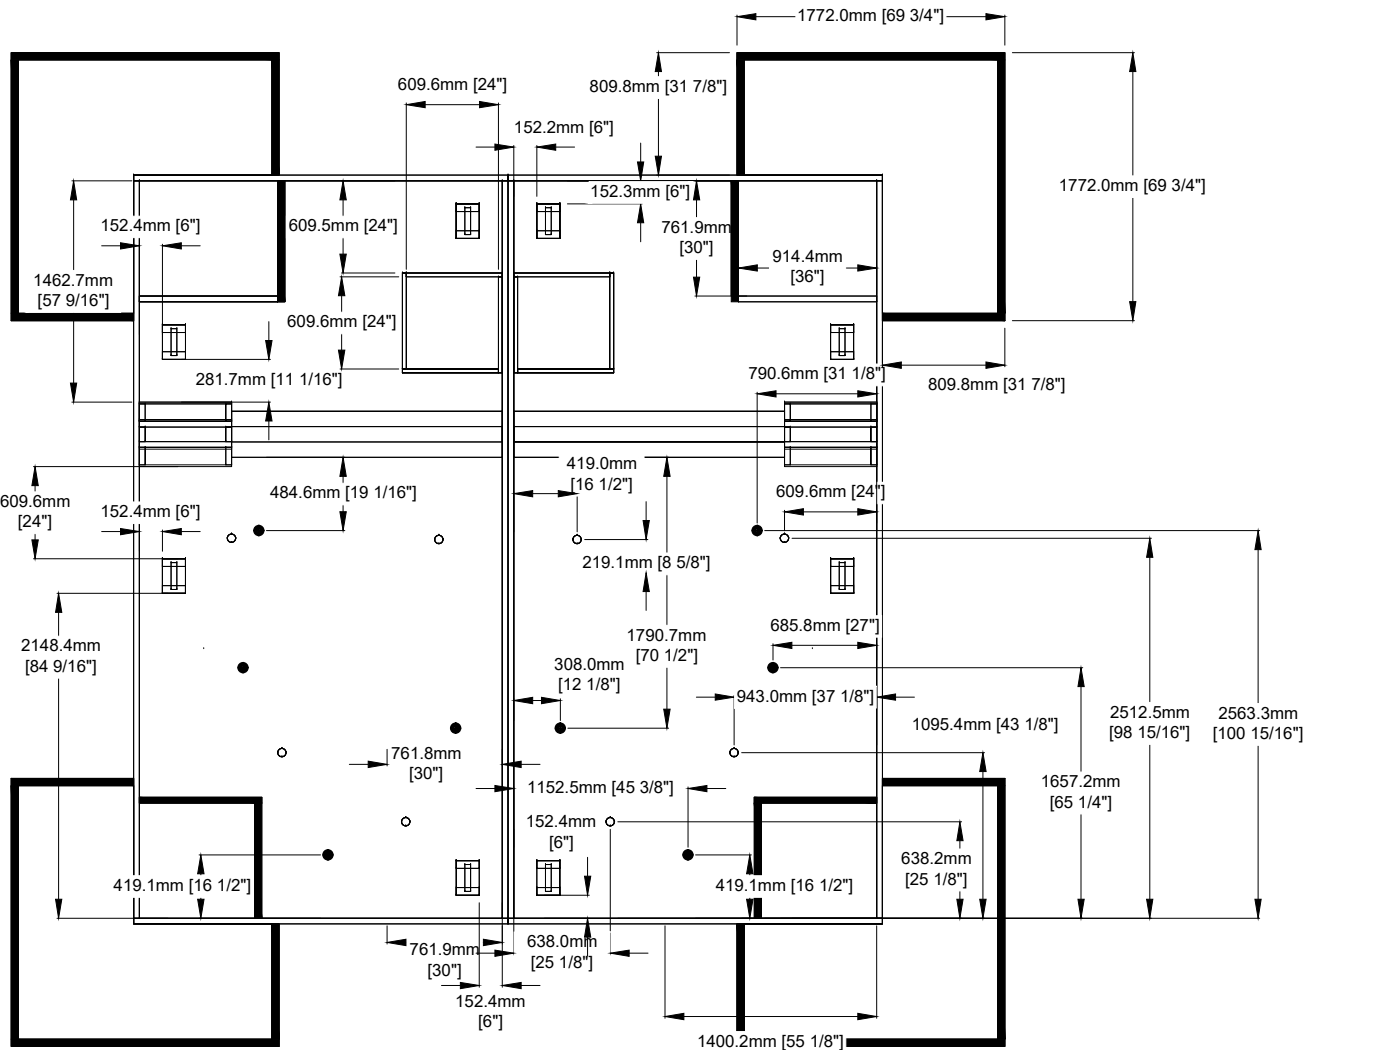 1772.0mm [69 3/4"]
609.6mm [24"]
809.8mm [31 7/8"]
152.2mm [6"]
1772.0mm [69 3/4"]
152.3mm [6"]
152.4mm [6"]
609.5mm [24"]
761.9mm
[30"]
914.4mm
[36"]
1462.7mm
[57 9/16"]
609.6mm [24"]
281.7mm [11 1/16"]
790.6mm [31 1/8"]
809.8mm [31 7/8"]
419.0mm
[16 1/2"]
484.6mm [19 1/16"]
609.6mm [24"]
609.6mm
[24"]
152.4mm [6"]
219.1mm [8 5/8"]
685.8mm [27"]
2148.4mm
[84 9/16"]
1790.7mm
[70 1/2"]
308.0mm
[12 1/8"]
943.0mm [37 1/8"]
1095.4mm [43 1/8"]
2512.5mm
[98 15/16"]
2563.3mm
[100 15/16"]
761.8mm
[30"]
1152.5mm [45 3/8"]
1657.2mm
[65 1/4"]
152.4mm
[6"]
638.2mm
[25 1/8"]
419.1mm [16 1/2"]
419.1mm [16 1/2"]
761.9mm
[30"]
638.0mm
[25 1/8"]
152.4mm
[6"]
1400.2mm [55 1/8"]